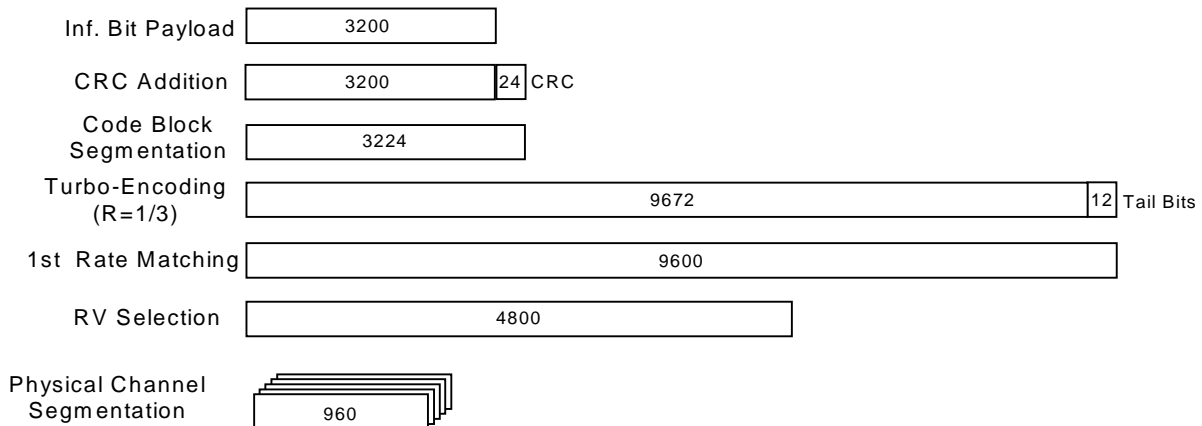 Inf. Bit Payload 3200
CRC Addition 3200 24 CRC
Code Block
Segmentation 3224
Turbo-Encoding
(R=1/3) 9672 12 Tail Bits
1st Rate Matching 9600
RV Selection 4800
Physical Channel
Segmentation 960